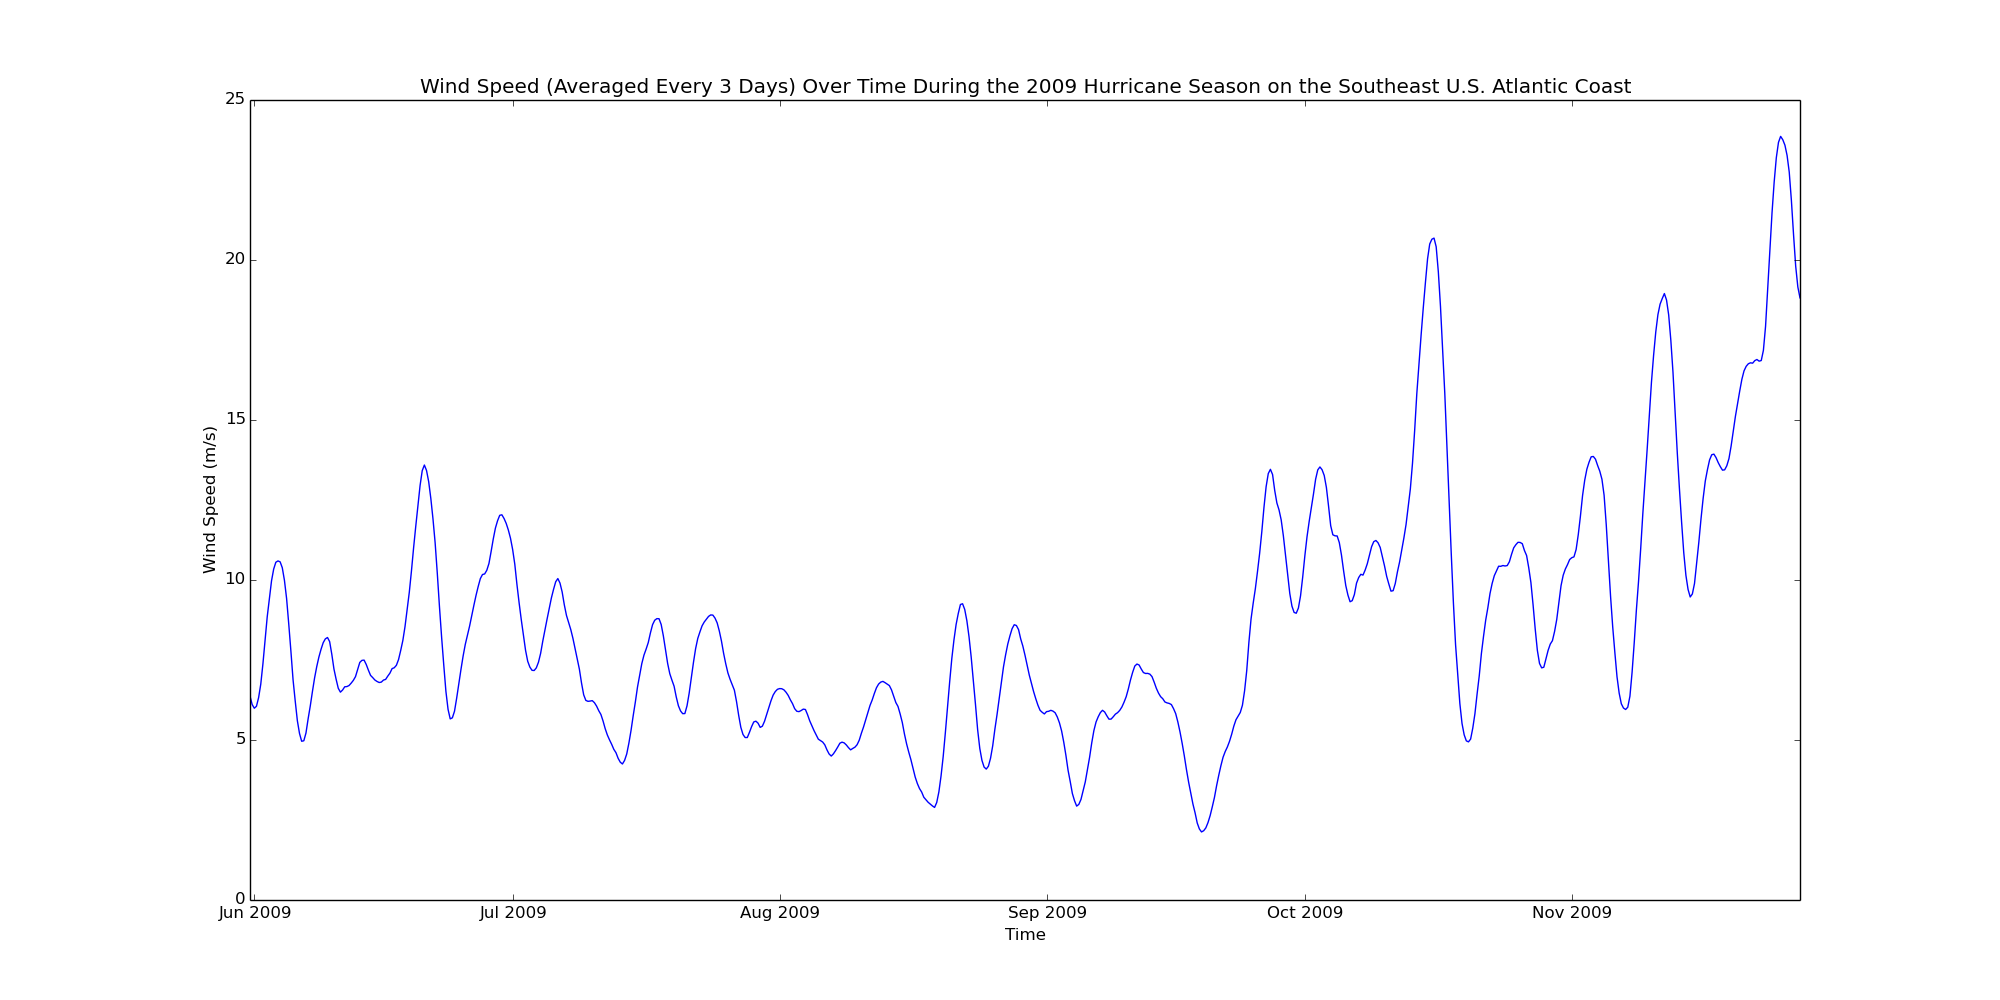 Wind Speed (Averaged Every 3 Days) Over Time During the 2009 Hurricane Season on the Southeast U.S. Atlantic Coast
25
20
15
10
5
0
Wind Speed (m/s)
Jun 2009 Jul 2009 Aug 2009 Sep 2009 Oct 2009 Nov 2009
Time